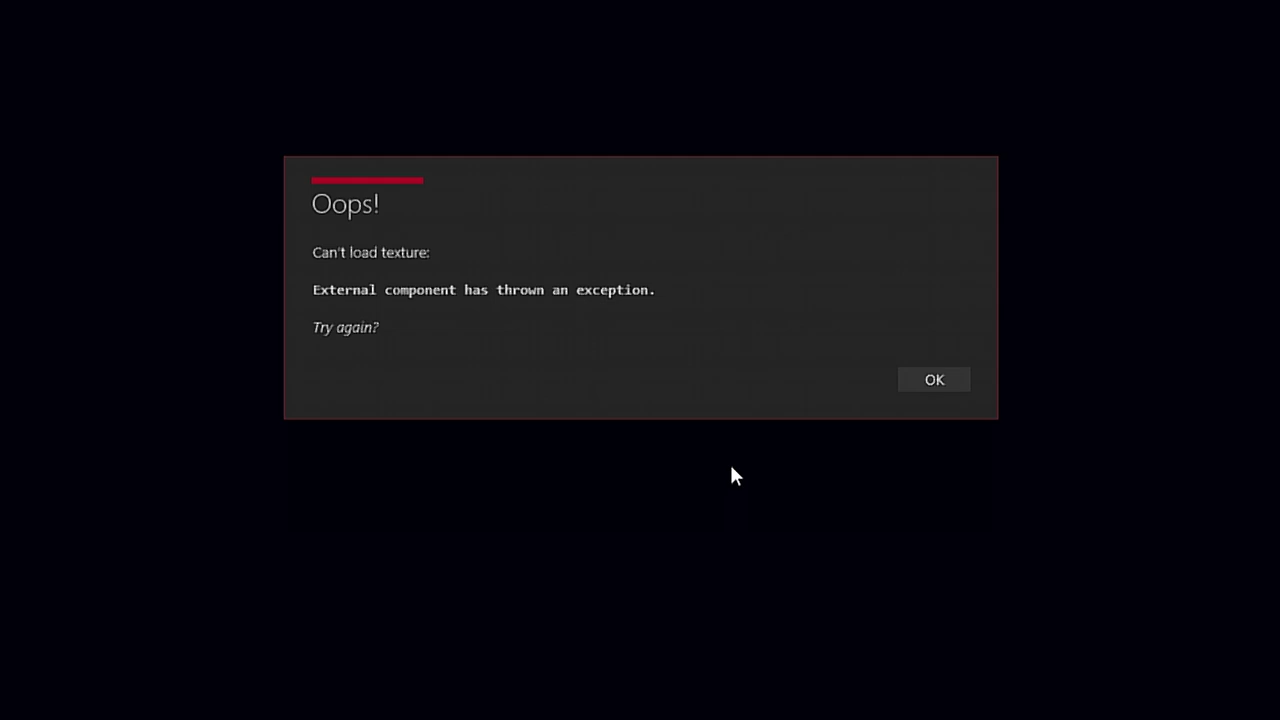 Oops!
Can't load texture:
External component has thrown an exception.
Try again?
OK